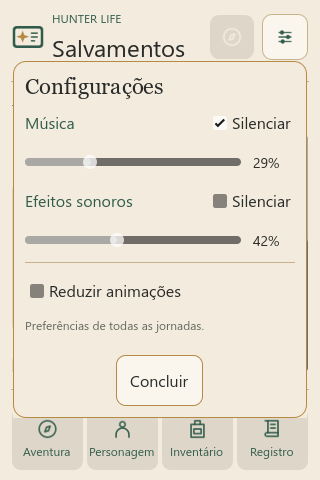 HUNTER LIFE
Salvamentos
Configurações
Música
Silenciar
29%
Efeitos sonoros
Silenciar
42%
Reduzir animações
Preferências de todas as jornadas.
Concluir
Aventura
Personagem
Inventário
Registro